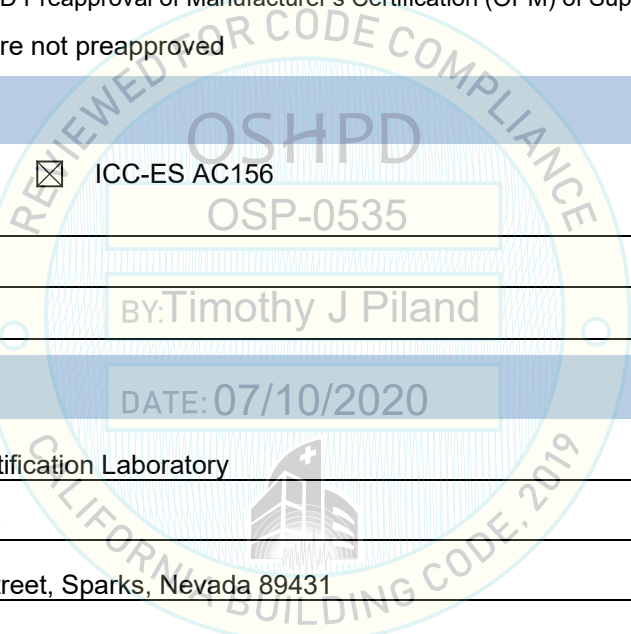 D Preapproval of Manufacturer's Certification (OPM) of Sup
re not preapproved
REVIEWED FOR CODE COMPLIANCE
OSHPD
ICC-ES AC156
OSP-0535
BY:Timothy J Piland
DATE: 07/10/2020
tification Laboratory
treet, Sparks, Nevada 89431
CALIFORNIA BUILDING CODE, 2019